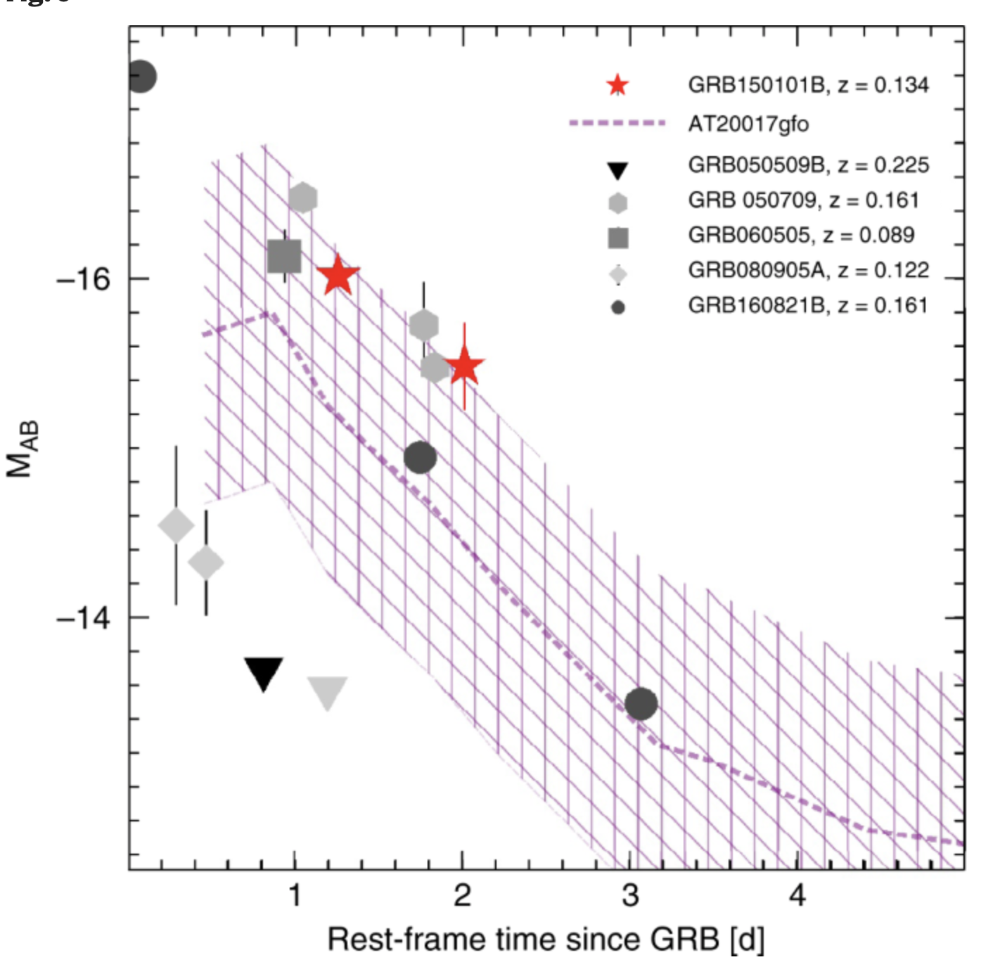 GRB150101B, z = 0.134
AT20017gfo
GRB050509B, z = 0.225
GRB 050709, z = 0.161
GRB060505, z = 0.089
GRB080905A, z = 0.122
GRB160821B, z = 0.161
−16
−14
M_AB
1 2 3 4
Rest-frame time since GRB [d]